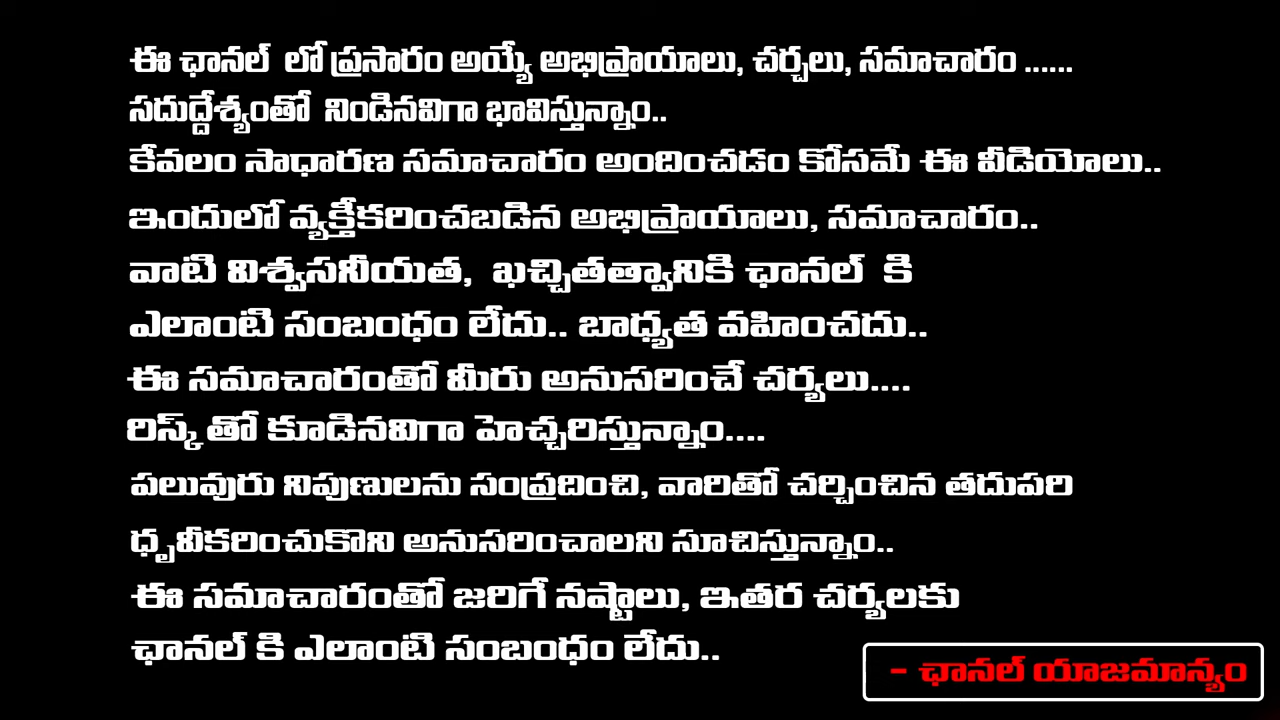 ఈ ఛానల్ లో ప్రసారం అయ్యే అభిప్రాయాలు, చర్చలు, సమాచారం ......
సదుద్దేశ్యంతో నిండినవిగా భావిస్తున్నాం..
కేవలం సాధారణ సమాచారం అందించడం కోసమే ఈ వీడియోలు..
ఇందులో వ్యక్తీకరించబడిన అభిప్రాయాలు, సమాచారం..
వాటి విశ్వసనీయత, ఖచ్చితత్వానికి ఛానల్ కి
ఎలాంటి సంబంధం లేదు.. బాధ్యత వహించదు..
ఈ సమాచారంతో మీరు అనుసరించే చర్యలు....
రిస్క్ తో కూడినవిగా హెచ్చరిస్తున్నాం....
పలువురు నిపుణులను సంప్రదించి, వారితో చర్చించిన తదుపరి
ధృవీకరించుకొని అనుసరించాలని సూచిస్తున్నాం..
ఈ సమాచారంతో జరిగే నష్టాలు, ఇతర చర్యలకు
ఛానల్ కి ఎలాంటి సంబంధం లేదు..
- ఛానల్ యాజమాన్యం